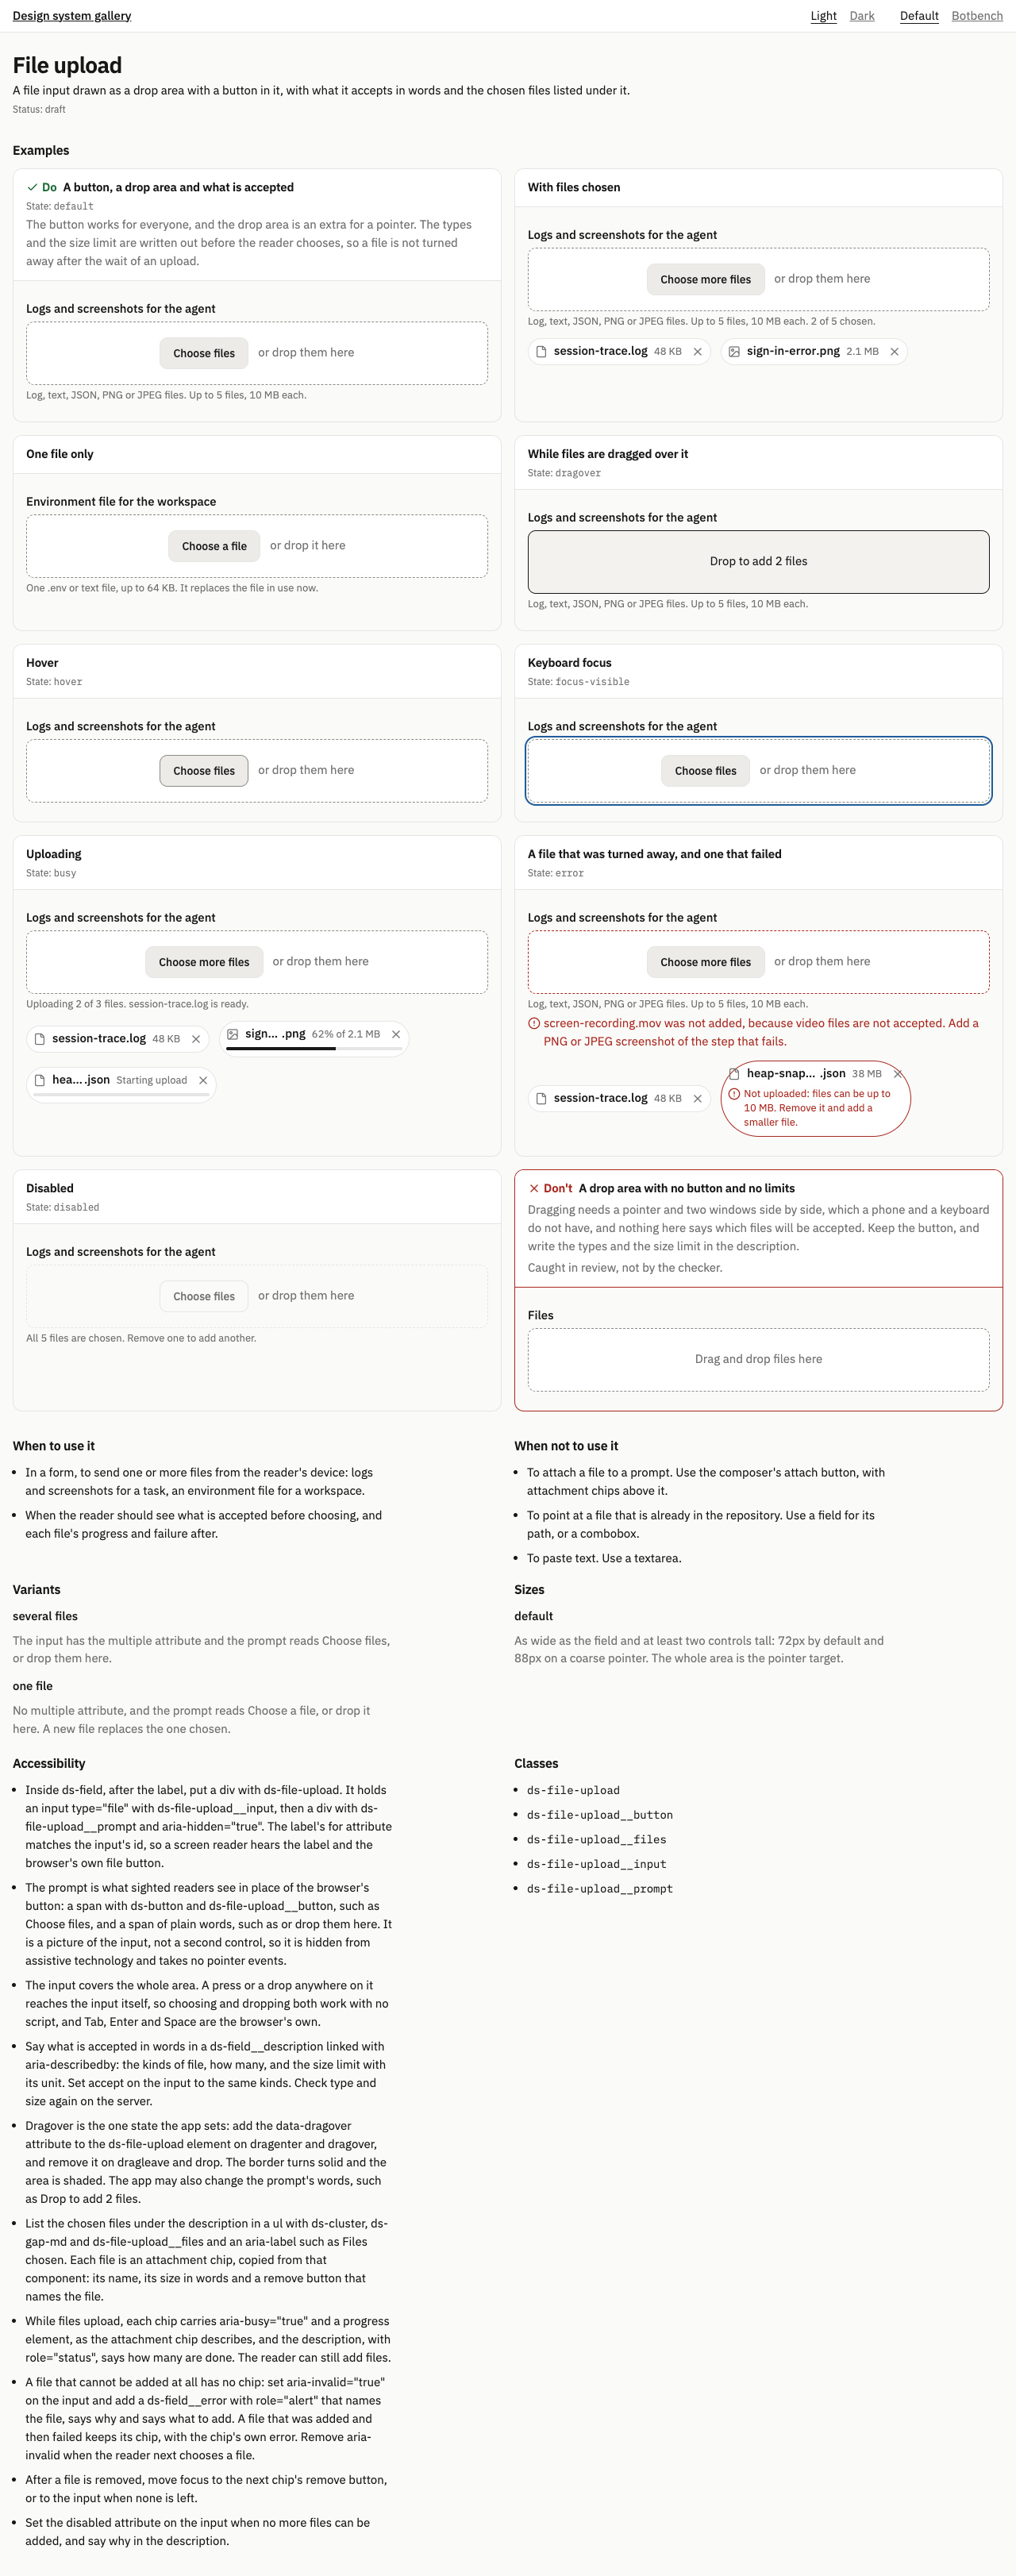 Design system gallery
Light Dark Default Botbench
File upload
A file input drawn as a drop area with a button in it, with what it accepts in words and the chosen files listed under it.
Status: draft
Examples
Do A button, a drop area and what is accepted
State: default
The button works for everyone, and the drop area is an extra for a pointer. The types
and the size limit are written out before the reader chooses, so a file is not turned
away after the wait of an upload.
Logs and screenshots for the agent
Choose files or drop them here
Log, text, JSON, PNG or JPEG files. Up to 5 files, 10 MB each.
With files chosen
Logs and screenshots for the agent
Choose more files or drop them here
Log, text, JSON, PNG or JPEG files. Up to 5 files, 10 MB each. 2 of 5 chosen.
session-trace.log 48 KB sign-in-error.png 2.1 MB
One file only
Environment file for the workspace
Choose a file or drop it here
One .env or text file, up to 64 KB. It replaces the file in use now.
While files are dragged over it
State: dragover
Logs and screenshots for the agent
Drop to add 2 files
Log, text, JSON, PNG or JPEG files. Up to 5 files, 10 MB each.
Hover
State: hover
Logs and screenshots for the agent
Choose files or drop them here
Keyboard focus
State: focus-visible
Logs and screenshots for the agent
Choose files or drop them here
Uploading
State: busy
Logs and screenshots for the agent
Choose more files or drop them here
Uploading 2 of 3 files. session-trace.log is ready.
session-trace.log 48 KB sign... .png 62% of 2.1 MB
hea... .json Starting upload
A file that was turned away, and one that failed
State: error
Logs and screenshots for the agent
Choose more files or drop them here
Log, text, JSON, PNG or JPEG files. Up to 5 files, 10 MB each.
screen-recording.mov was not added, because video files are not accepted. Add a
PNG or JPEG screenshot of the step that fails.
session-trace.log 48 KB
heap-snap... .json 38 MB
Not uploaded: files can be up to
10 MB. Remove it and add a
smaller file.
Disabled
State: disabled
Logs and screenshots for the agent
Choose files or drop them here
All 5 files are chosen. Remove one to add another.
Don't A drop area with no button and no limits
Dragging needs a pointer and two windows side by side, which a phone and a keyboard
do not have, and nothing here says which files will be accepted. Keep the button, and
write the types and the size limit in the description.
Caught in review, not by the checker.
Files
Drag and drop files here
When to use it
In a form, to send one or more files from the reader's device: logs
and screenshots for a task, an environment file for a workspace.
When the reader should see what is accepted before choosing, and
each file's progress and failure after.
When not to use it
To attach a file to a prompt. Use the composer's attach button, with
attachment chips above it.
To point at a file that is already in the repository. Use a field for its
path, or a combobox.
To paste text. Use a textarea.
Variants
several files
The input has the multiple attribute and the prompt reads Choose files,
or drop them here.
one file
No multiple attribute, and the prompt reads Choose a file, or drop it
here. A new file replaces the one chosen.
Sizes
default
As wide as the field and at least two controls tall: 72px by default and
88px on a coarse pointer. The whole area is the pointer target.
Accessibility
Inside ds-field, after the label, put a div with ds-file-upload. It holds
an input type="file" with ds-file-upload__input, then a div with ds-
file-upload__prompt and aria-hidden="true". The label's for attribute
matches the input's id, so a screen reader hears the label and the
browser's own file button.
The prompt is what sighted readers see in place of the browser's
button: a span with ds-button and ds-file-upload__button, such as
Choose files, and a span of plain words, such as or drop them here. It
is a picture of the input, not a second control, so it is hidden from
assistive technology and takes no pointer events.
The input covers the whole area. A press or a drop anywhere on it
reaches the input itself, so choosing and dropping both work with no
script, and Tab, Enter and Space are the browser's own.
Say what is accepted in words in a ds-field__description linked with
aria-describedby: the kinds of file, how many, and the size limit with
its unit. Set accept on the input to the same kinds. Check type and
size again on the server.
Dragover is the one state the app sets: add the data-dragover
attribute to the ds-file-upload element on dragenter and dragover,
and remove it on dragleave and drop. The border turns solid and the
area is shaded. The app may also change the prompt's words, such
as Drop to add 2 files.
List the chosen files under the description in a ul with ds-cluster, ds-
gap-md and ds-file-upload__files and an aria-label such as Files
chosen. Each file is an attachment chip, copied from that
component: its name, its size in words and a remove button that
names the file.
While files upload, each chip carries aria-busy="true" and a progress
element, as the attachment chip describes, and the description, with
role="status", says how many are done. The reader can still add files.
A file that cannot be added at all has no chip: set aria-invalid="true"
on the input and add a ds-field__error with role="alert" that names
the file, says why and says what to add. A file that was added and
then failed keeps its chip, with the chip's own error. Remove aria-
invalid when the reader next chooses a file.
After a file is removed, move focus to the next chip's remove button,
or to the input when none is left.
Set the disabled attribute on the input when no more files can be
added, and say why in the description.
Classes
ds-file-upload
ds-file-upload__button
ds-file-upload__files
ds-file-upload__input
ds-file-upload__prompt